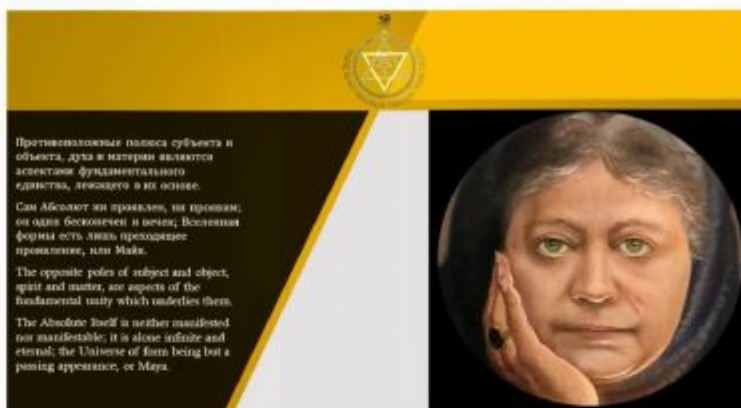 Противоположные полюса субъекта и
объекта, духа и материи являются
аспектами фундаментального
единства, лежащего в их основе.
Сам Абсолют ни проявлен, ни проявим;
он один бесконечен и вечен; Вселенная
формы есть лишь преходящее
проявление, или Майя.
The opposite poles of subject and object,
spirit and matter, are aspects of the
fundamental unity which underlies them.
The Absolute Itself is neither manifested
nor manifestable; it is alone infinite and
eternal; the Universe of form being but a
passing appearance, or Maya.